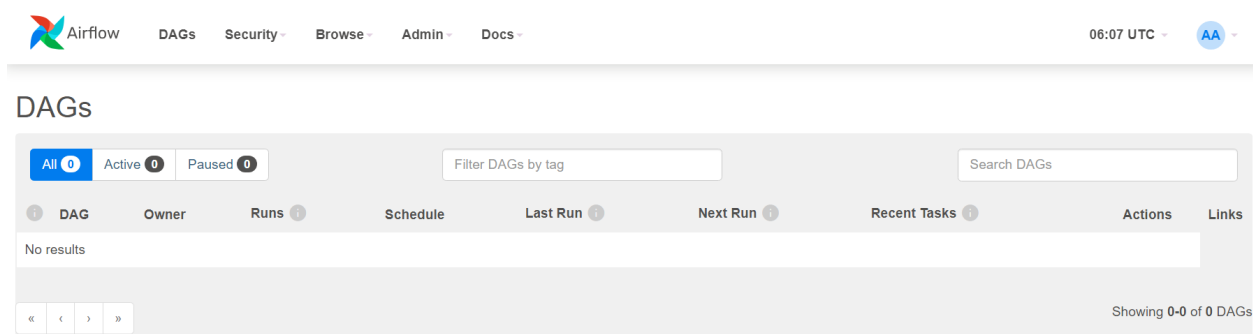 Airflow DAGs Security Browse Admin Docs 06:07 UTC AA
DAGs
All 0 Active 0 Paused 0 Filter DAGs by tag Search DAGs
i DAG Owner Runs i Schedule Last Run i Next Run i Recent Tasks i Actions Links
No results
« ‹ › » Showing 0-0 of 0 DAGs